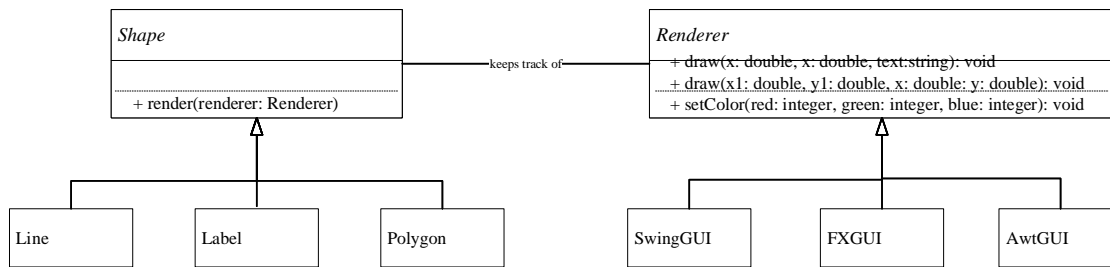 Shape
+ render(renderer: Renderer)
keeps track of
Renderer
+ draw(x: double, x: double, text:string): void
+ draw(x1: double, y1: double, x: double: y: double): void
+ setColor(red: integer, green: integer, blue: integer): void
Line
Label
Polygon
SwingGUI
FXGUI
AwtGUI